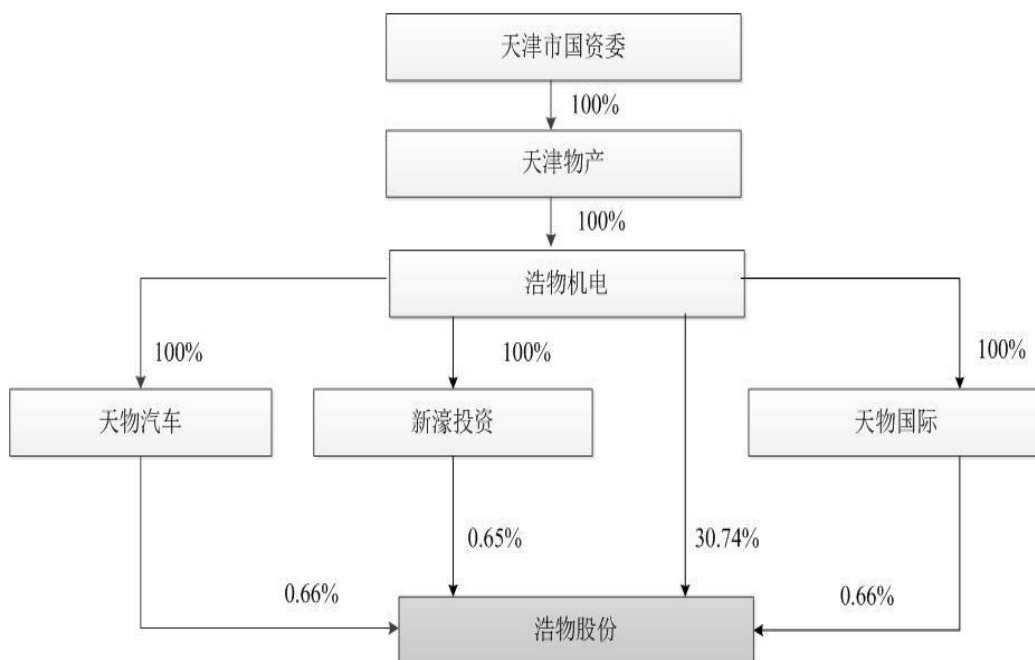 天津市国资委
100%
天津物产
100%
浩物机电
100%
100%
100%
天物汽车
新濠投资
天物国际
0.65%
30.74%
0.66%
0.66%
浩物股份